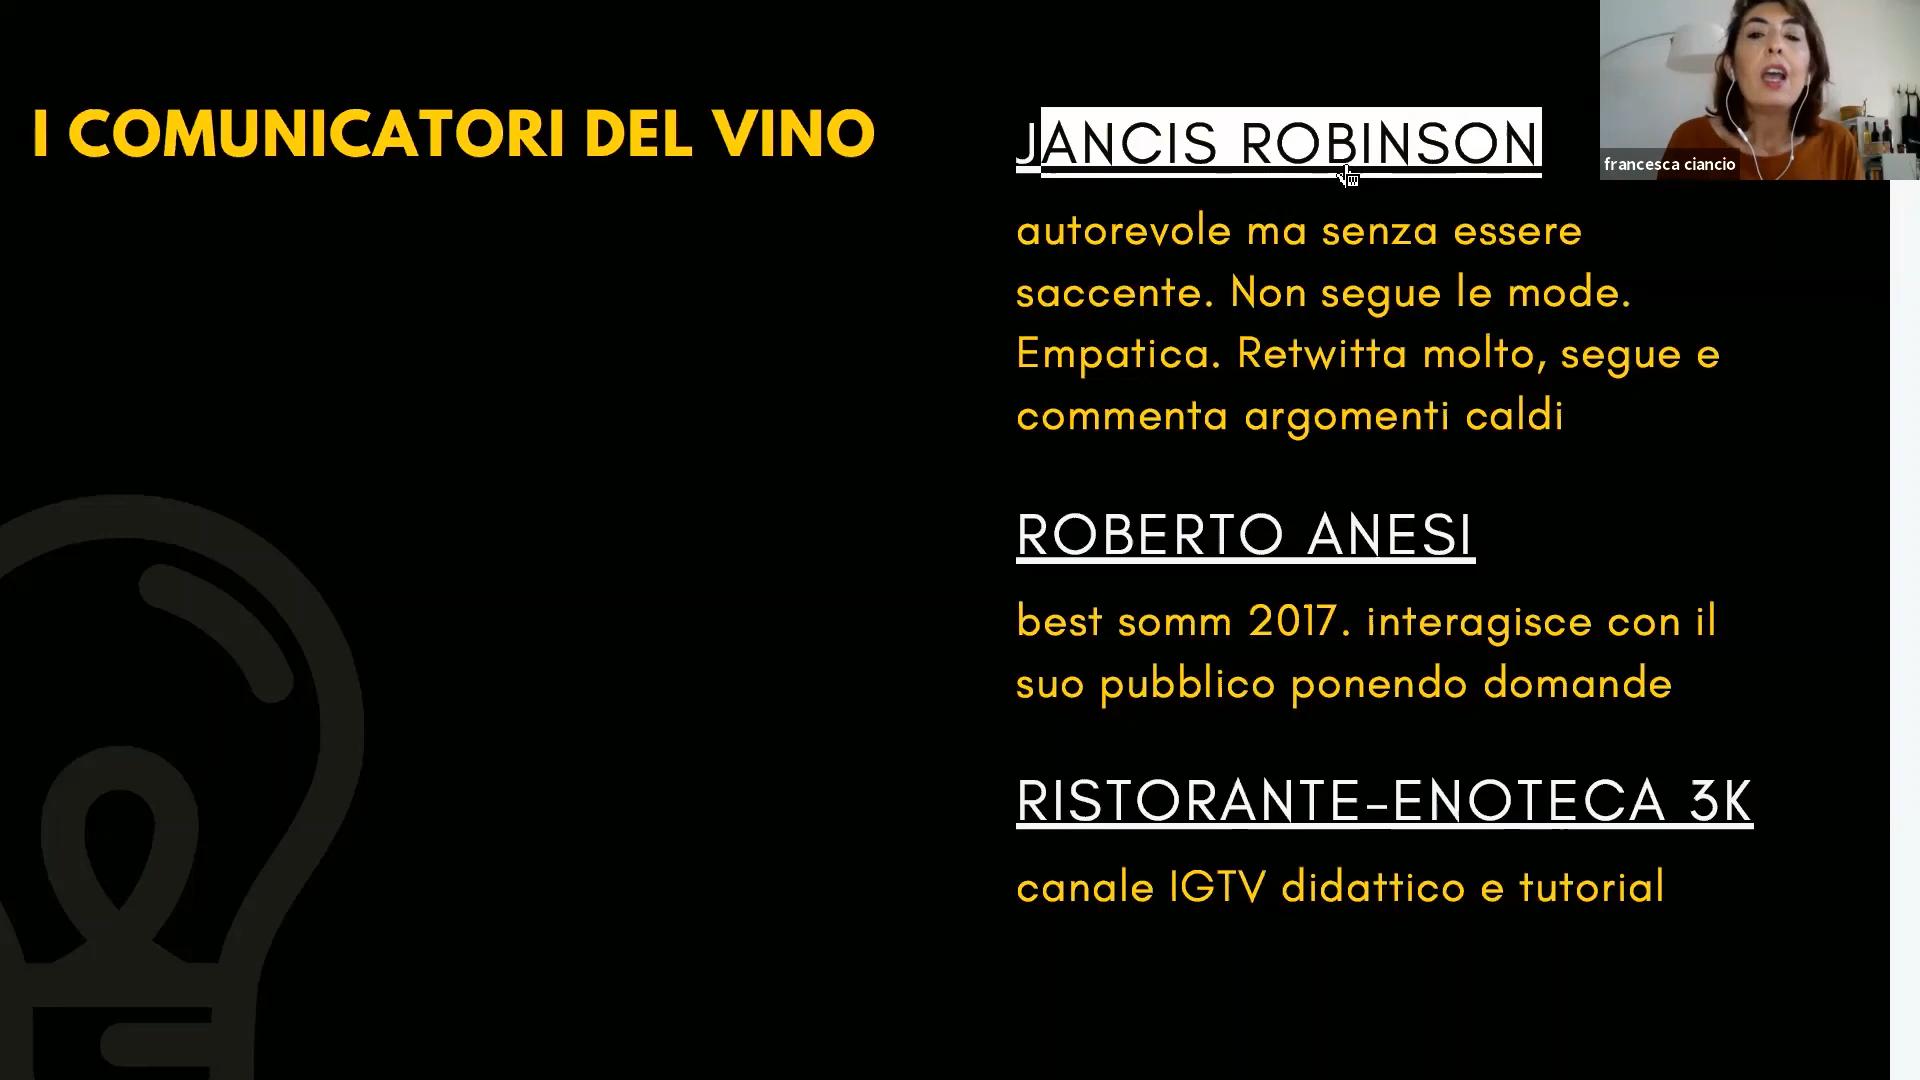 I COMUNICATORI DEL VINO
JANCIS ROBINSON
autorevole ma senza essere
saccente. Non segue le mode.
Empatica. Retwitta molto, segue e
commenta argomenti caldi
ROBERTO ANESI
best somm 2017. interagisce con il
suo pubblico ponendo domande
RISTORANTE-ENOTECA 3K
canale IGTV didattico e tutorial
francesca ciancio